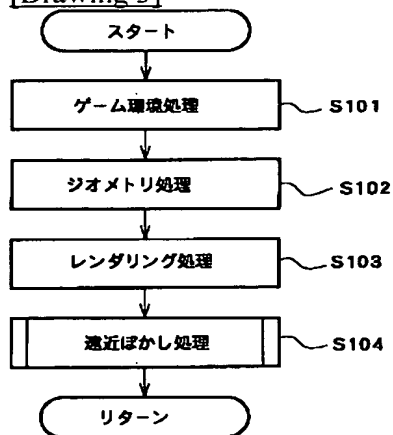 [Drawing 3]
スタート
ゲーム環境処理 S101
ジオメトリ処理 S102
レンダリング処理 S103
遠近ぼかし処理 S104
リターン